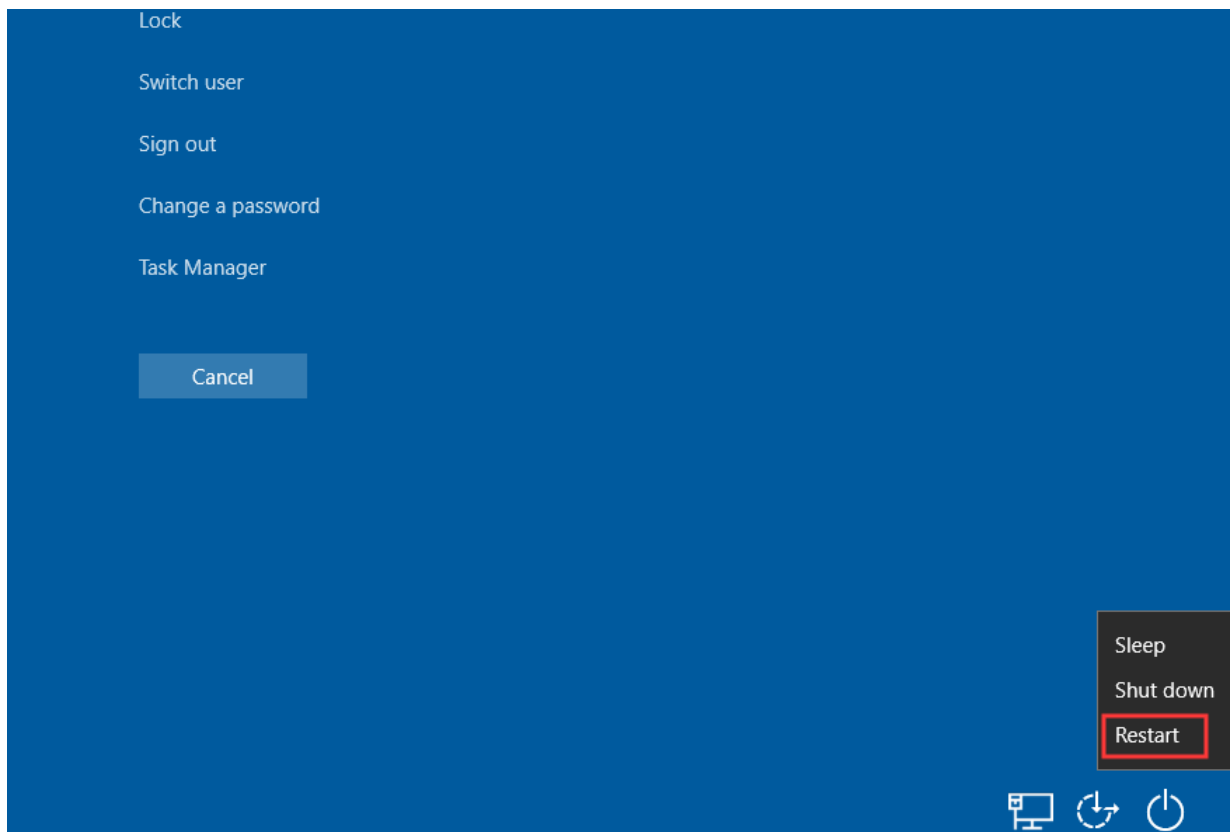 Lock
Switch user
Sign out
Change a password
Task Manager
Cancel
Sleep
Shut down
Restart